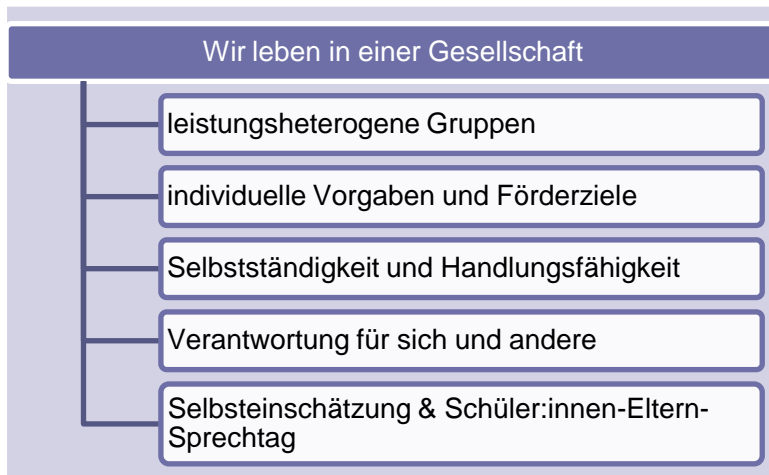 Wir leben in einer Gesellschaft
leistungsheterogene Gruppen
individuelle Vorgaben und Förderziele
Selbstständigkeit und Handlungsfähigkeit
Verantwortung für sich und andere
Selbsteinschätzung & Schüler:innen-Eltern-
Sprechtag